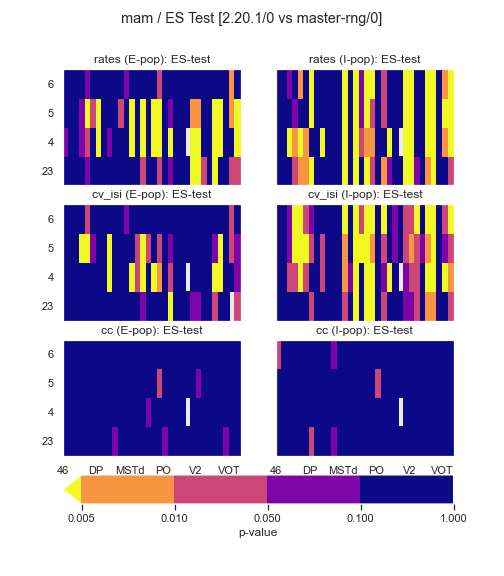 mam / ES Test [2.20.1/0 vs master-rng/0]
rates (E-pop): ES-test rates (I-pop): ES-test
6
5
4
23
cv_isi (E-pop): ES-test cv_isi (I-pop): ES-test
6
5
4
23
cc (E-pop): ES-test cc (I-pop): ES-test
6
5
4
23
46 DP MSTd PO V2 VOT 46 DP MSTd PO V2 VOT
0.005 0.010 0.050 0.100 1.000
p-value